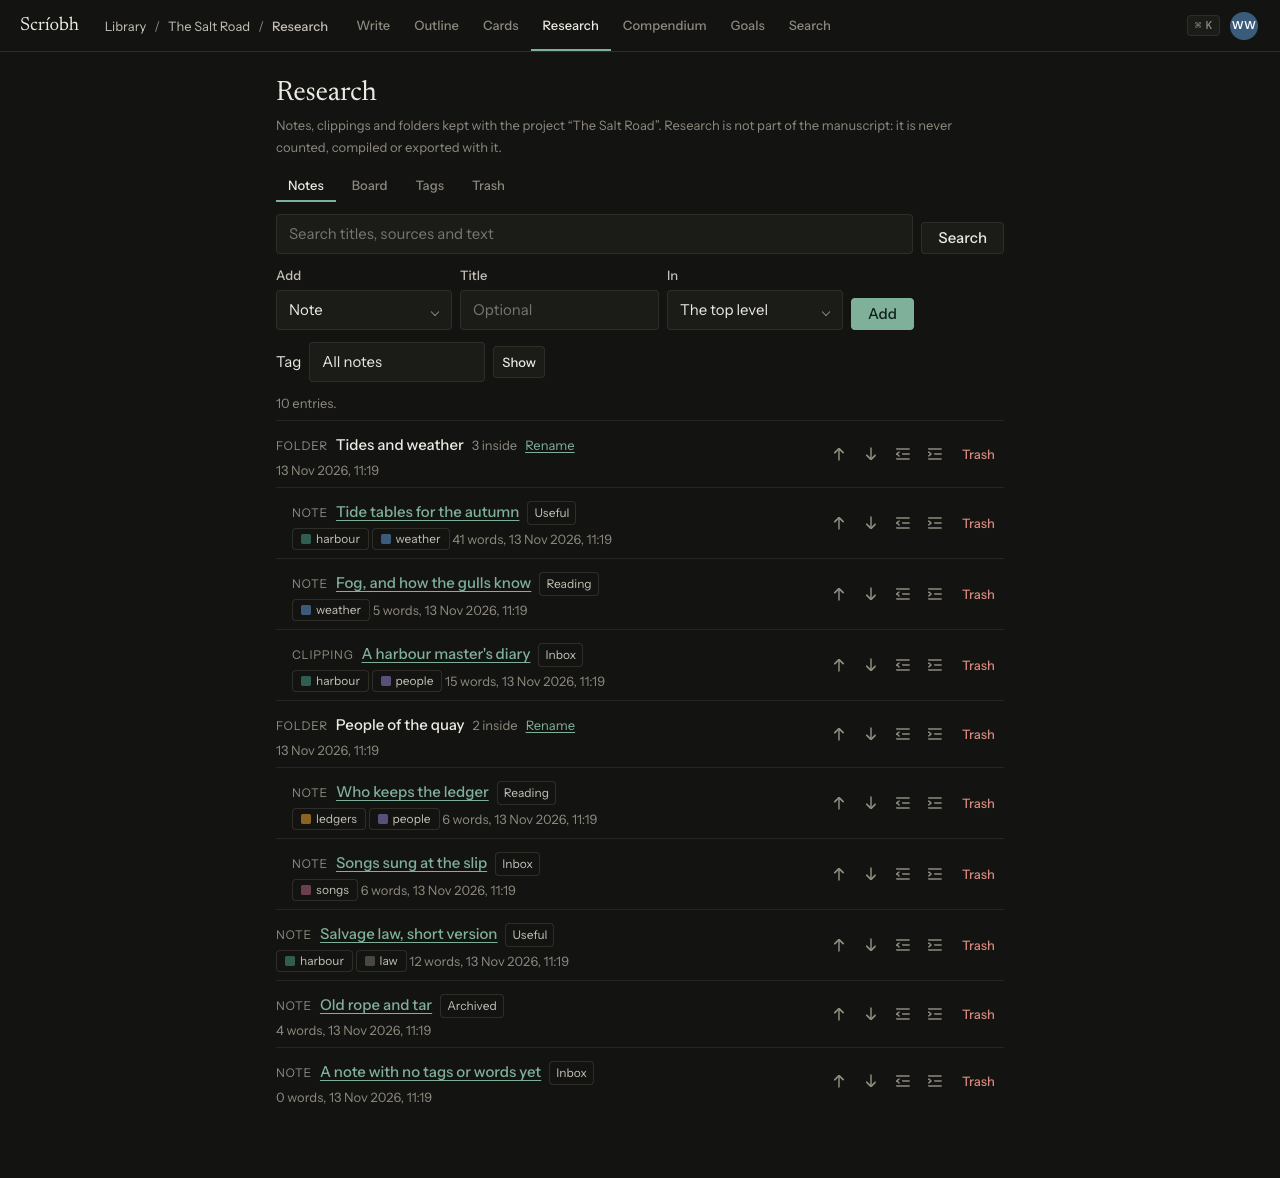 Scríobh Library / The Salt Road / Research Write Outline Cards Research Compendium Goals Search ⌘ K WW
Research
Notes, clippings and folders kept with the project “The Salt Road”. Research is not part of the manuscript: it is never
counted, compiled or exported with it.
Notes Board Tags Trash
Search titles, sources and text Search
Add Title In
Note Optional The top level Add
Tag All notes Show
10 entries.
FOLDER Tides and weather 3 inside Rename Trash
13 Nov 2026, 11:19
NOTE Tide tables for the autumn Useful Trash
harbour weather 41 words, 13 Nov 2026, 11:19
NOTE Fog, and how the gulls know Reading Trash
weather 5 words, 13 Nov 2026, 11:19
CLIPPING A harbour master's diary Inbox Trash
harbour people 15 words, 13 Nov 2026, 11:19
FOLDER People of the quay 2 inside Rename Trash
13 Nov 2026, 11:19
NOTE Who keeps the ledger Reading Trash
ledgers people 6 words, 13 Nov 2026, 11:19
NOTE Songs sung at the slip Inbox Trash
songs 6 words, 13 Nov 2026, 11:19
NOTE Salvage law, short version Useful Trash
harbour law 12 words, 13 Nov 2026, 11:19
NOTE Old rope and tar Archived Trash
4 words, 13 Nov 2026, 11:19
NOTE A note with no tags or words yet Inbox Trash
0 words, 13 Nov 2026, 11:19